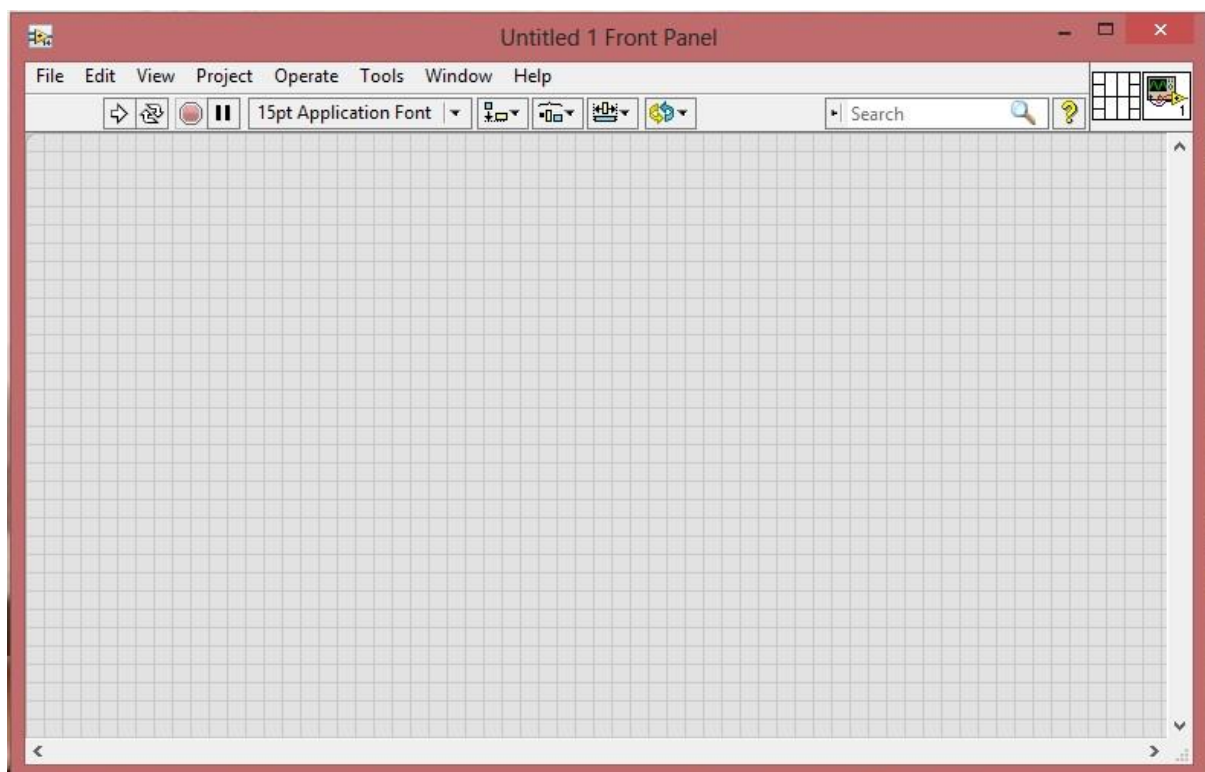 Untitled 1 Front Panel
File Edit View Project Operate Tools Window Help
15pt Application Font Search ?
1